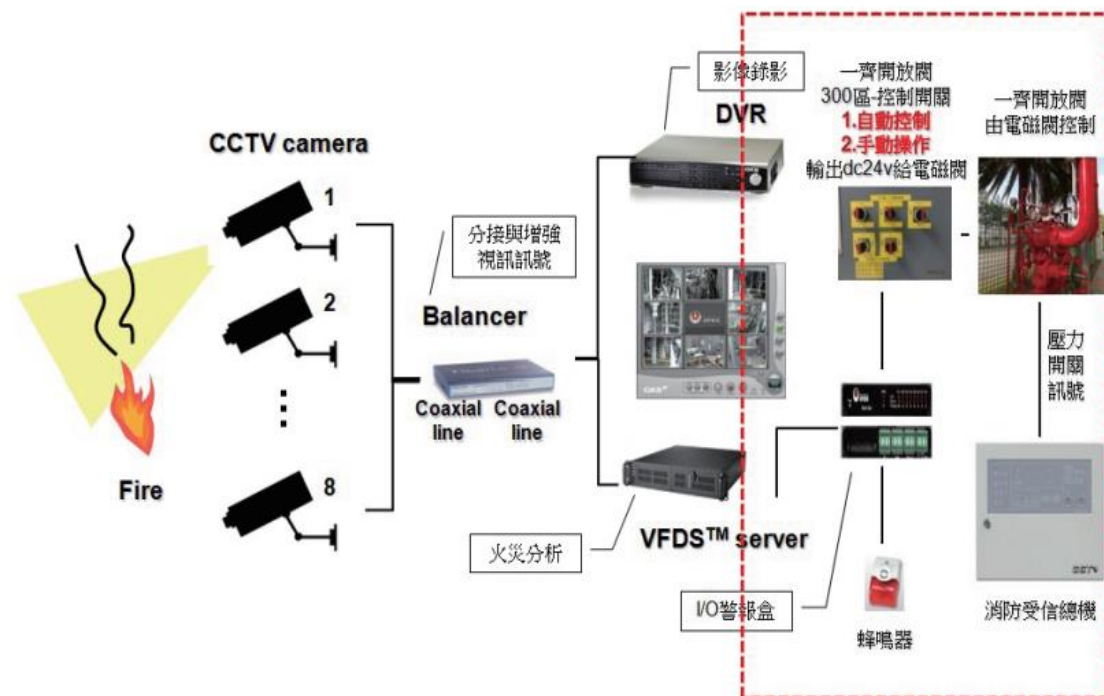 影像錄影
DVR
一齊開放閥
300區-控制開關
1.自動控制
2.手動操作
輸出dc24v給電磁閥
一齊開放閥
由電磁閥控制
CCTV camera
1
2
8
分接與增強
視訊訊號
Balancer
Coaxial
line
Coaxial
line
Fire
壓力
開關
訊號
火災分析
VFDS™ server
I/O警報盒
蜂鳴器
消防受信總機